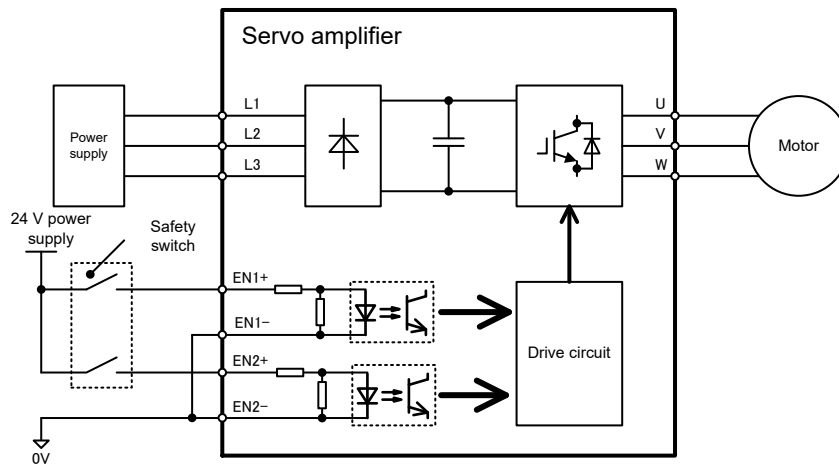 Servo amplifier
Power
supply
L1
L2
L3
U
V
W
Motor
24 V power
supply
Safety
switch
EN1+
EN1-
EN2+
EN2-
Drive circuit
0V